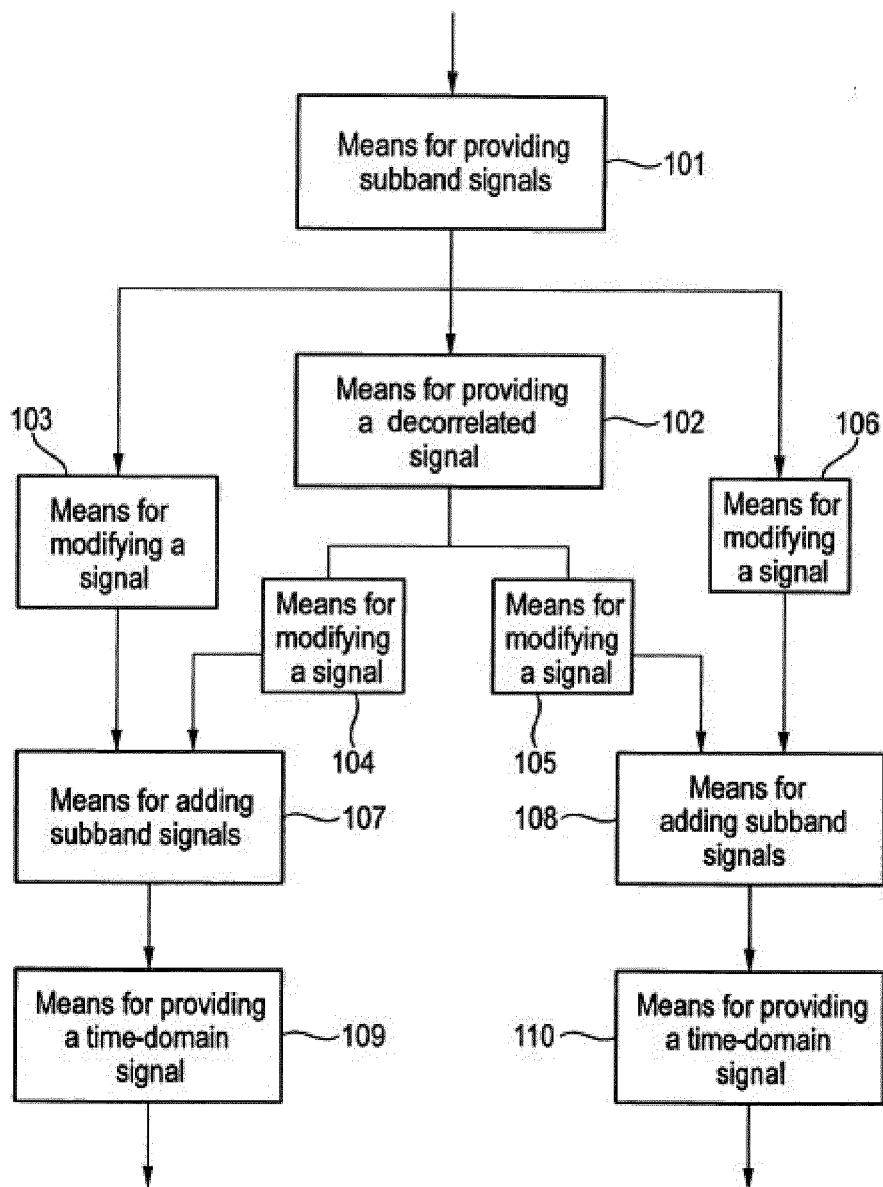 Means for providing
subband signals
101
Means for providing
a decorrelated
signal
102
103
106
Means for
modifying a
signal
Means for
modifying
a signal
Means for
modifying
a signal
Means for
modifying
a signal
104
105
Means for adding
subband signals
107
108
Means for
adding subband
signals
Means for providing
a time-domain
signal
109
110
Means for providing
a time-domain
signal